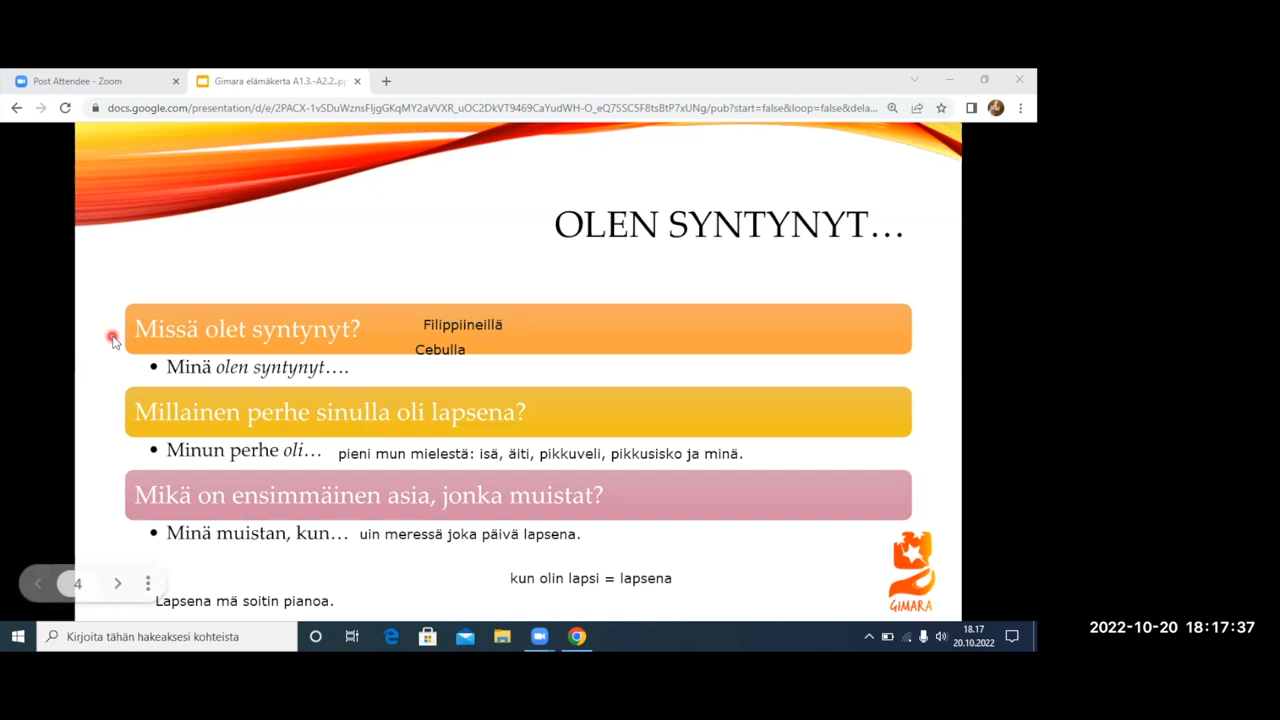 Post Attendee - Zoom
Gimara elämäkerta A1.3.-A2.2..pp
docs.google.com/presentation/d/e/2PACX-1vSDuWznsFIjgGKqMY2aVVXR_uOC2DkVT9469CaYudWH-O_eQ7SSC5F8tsBtP7xUNg/pub?start=false&loop=false&dela...
OLEN SYNTYNYT...
Missä olet syntynyt?
Filippiineillä
Cebulla
• Minä olen syntynyt....
Millainen perhe sinulla oli lapsena?
• Minun perhe oli... pieni mun mielestä: isä, äiti, pikkuveli, pikkusisko ja minä.
Mikä on ensimmäinen asia, jonka muistat?
• Minä muistan, kun... uin meressä joka päivä lapsena.
kun olin lapsi = lapsena
4
Lapsena mä soitin pianoa.
GIMARA
Kirjoita tähän hakeaksesi kohteista
18.17
20.10.2022
2022-10-20 18:17:37